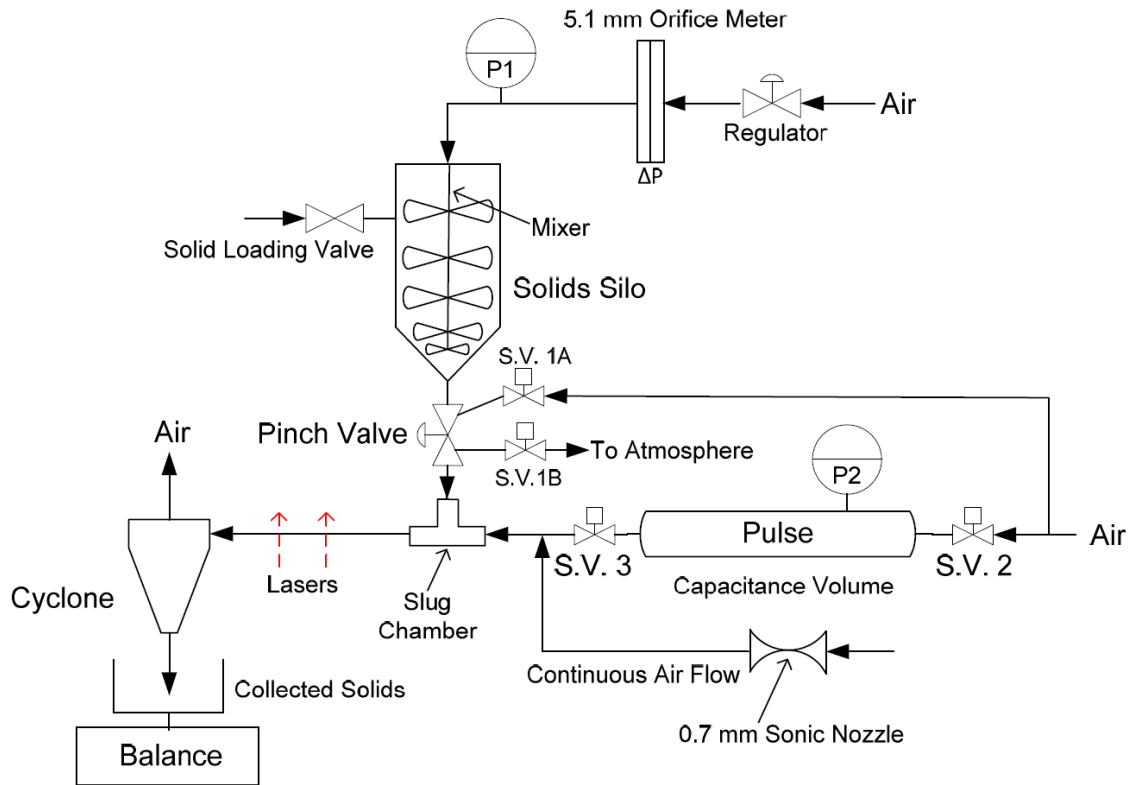 5.1 mm Orifice Meter
P1
Air
Regulator
ΔP
Mixer
Solid Loading Valve
Solids Silo
S.V. 1A
Air
Pinch Valve
To Atmosphere
S.V.1B
P2
Pulse
Air
S.V. 3
S.V. 2
Lasers
Capacitance Volume
Cyclone
Slug
Chamber
Continuous Air Flow
Collected Solids
0.7 mm Sonic Nozzle
Balance